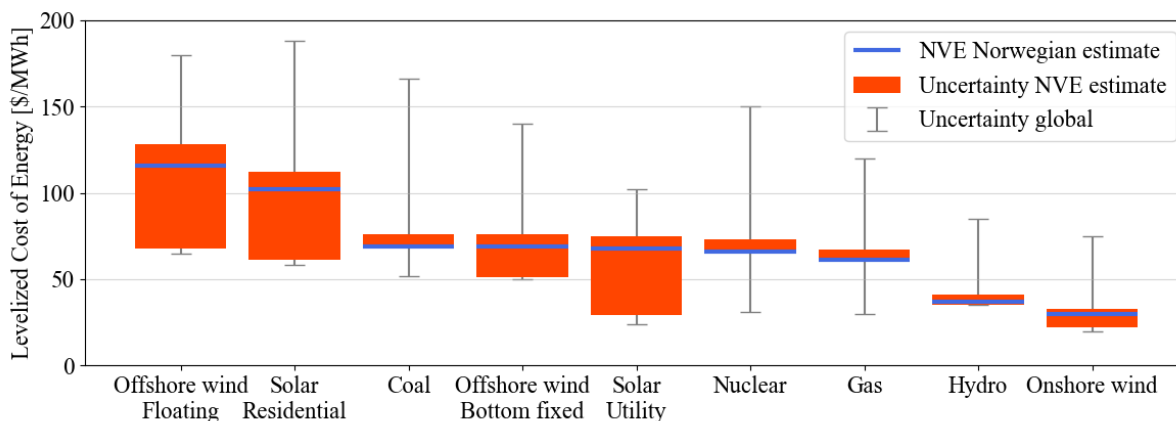 Levelized Cost of Energy [$/MWh]
200
150
100
50
0
NVE Norwegian estimate
Uncertainty NVE estimate
Uncertainty global
Offshore wind
Floating
Solar
Residential
Coal
Offshore wind
Bottom fixed
Solar
Utility
Nuclear
Gas
Hydro
Onshore wind